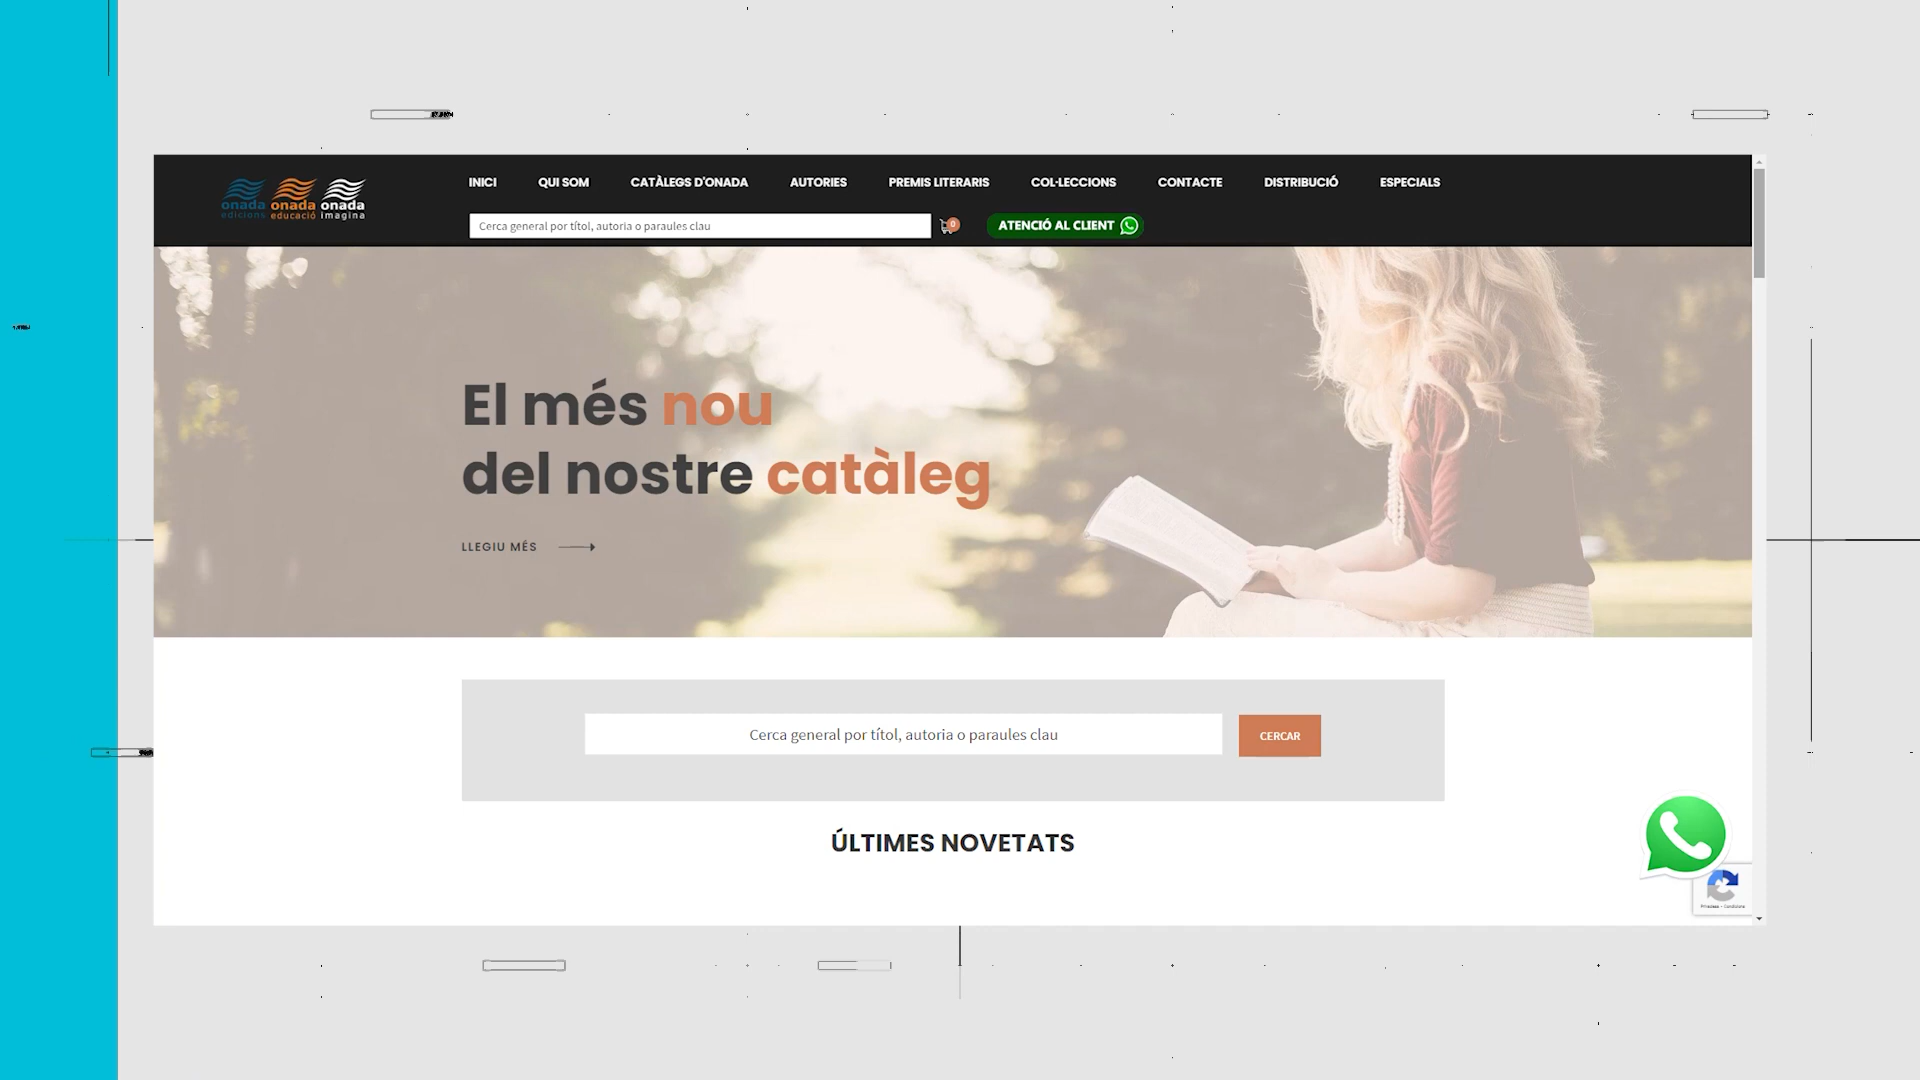 INICI QUI SOM CATÀLEGS D'ONADA AUTORIES PREMIS LITERARIS COL·LECCIONS CONTACTE DISTRIBUCIÓ ESPECIALS
onada onada onada
edicions educació imagina
Cerca general por títol, autoria o paraules clau 0 ATENCIÓ AL CLIENT
El més nou
del nostre catàleg
LLEGIU MÉS
Cerca general por títol, autoria o paraules clau CERCAR
ÚLTIMES NOVETATS